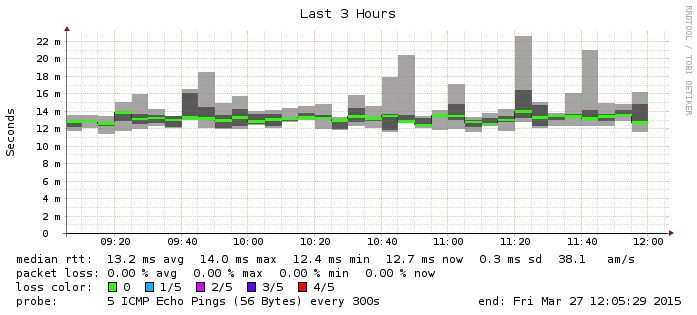 Last 3 Hours
RRDTOOL / TOBI OETIKER
Seconds
22 m
20 m
18 m
16 m
14 m
12 m
10 m
8 m
6 m
4 m
2 m
0
09:20 09:40 10:00 10:20 10:40 11:00 11:20 11:40 12:00
median rtt: 13.2 ms avg 14.0 ms max 12.4 ms min 12.7 ms now 0.3 ms sd 38.1 am/s
packet loss: 0.00 % avg 0.00 % max 0.00 % min 0.00 % now
loss color: 0 1/5 2/5 3/5 4/5
probe: 5 ICMP Echo Pings (56 Bytes) every 300s end: Fri Mar 27 12:05:29 2015